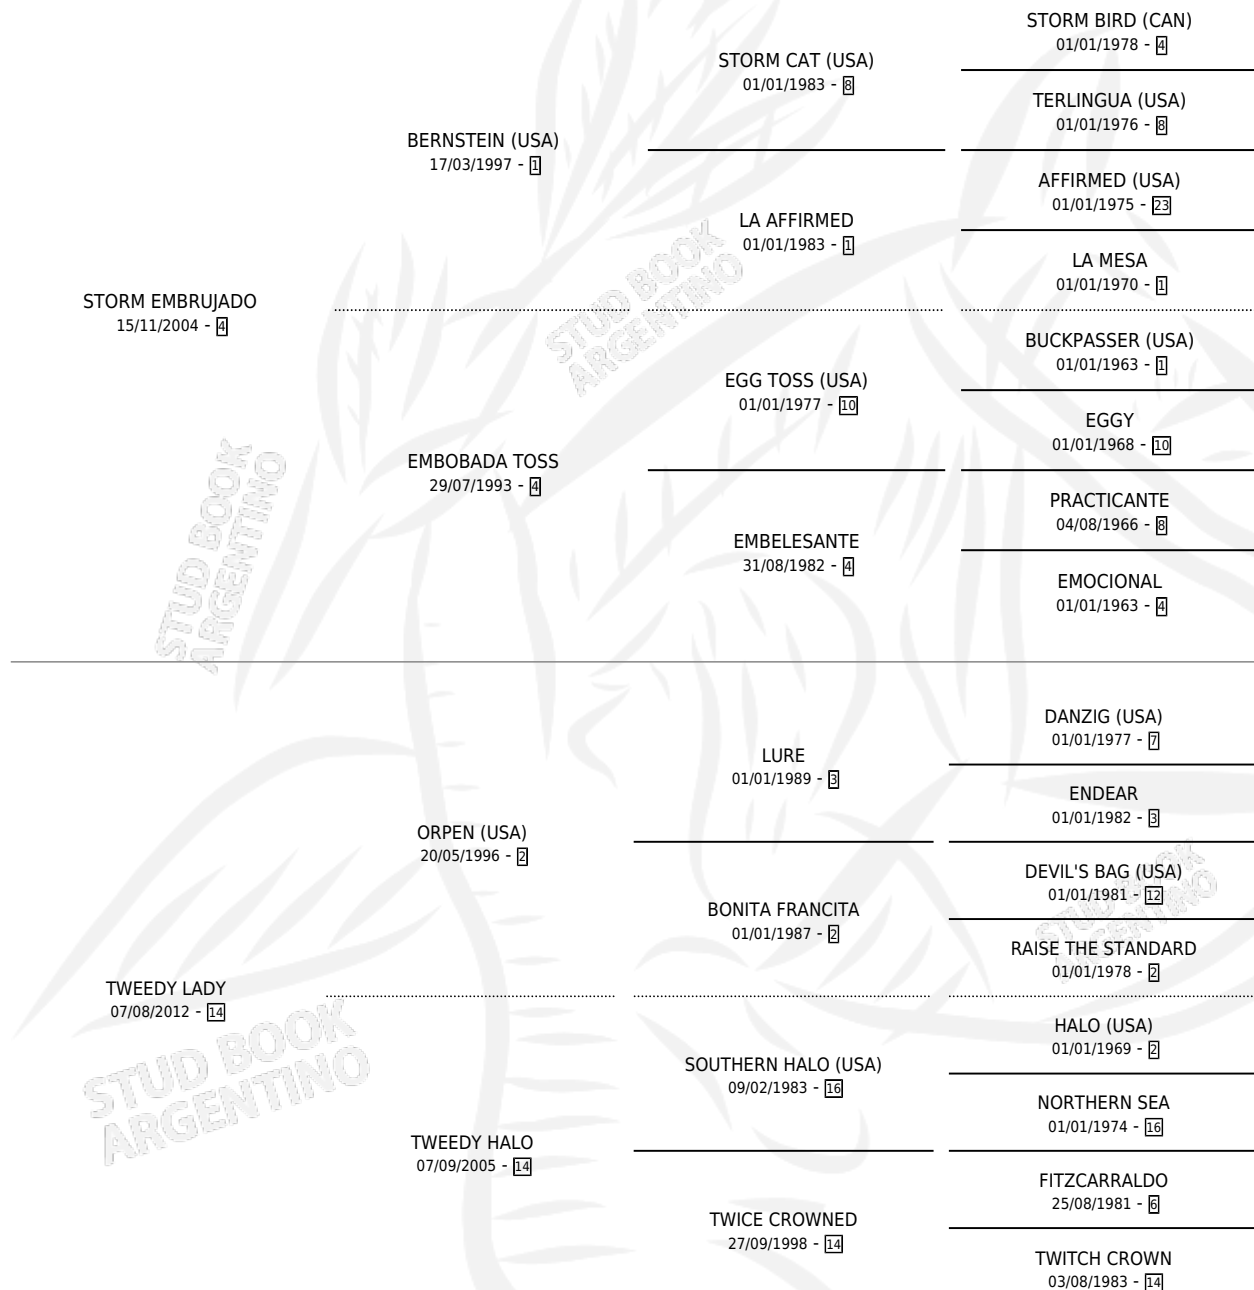 STORM BIRD (CAN)
01/01/1978 - 4
STORM CAT (USA)
01/01/1983 - 8
TERLINGUA (USA)
01/01/1976 - 8
BERNSTEIN (USA)
17/03/1997 - 1
AFFIRMED (USA)
01/01/1975 - 23
LA AFFIRMED
01/01/1983 - 1
LA MESA
01/01/1970 - 1
STORM EMBRUJADO
15/11/2004 - 4
BUCKPASSER (USA)
01/01/1963 - 1
EGG TOSS (USA)
01/01/1977 - 10
EGGY
01/01/1968 - 10
EMBOBADA TOSS
29/07/1993 - 4
PRACTICANTE
04/08/1966 - 8
EMBELESANTE
31/08/1982 - 4
EMOCIONAL
01/01/1963 - 4
DANZIG (USA)
01/01/1977 - 7
LURE
01/01/1989 - 3
ENDEAR
01/01/1982 - 3
ORPEN (USA)
20/05/1996 - 2
DEVIL'S BAG (USA)
01/01/1981 - 12
BONITA FRANCITA
01/01/1987 - 2
RAISE THE STANDARD
01/01/1978 - 2
TWEEDY LADY
07/08/2012 - 14
HALO (USA)
01/01/1969 - 2
SOUTHERN HALO (USA)
09/02/1983 - 16
NORTHERN SEA
01/01/1974 - 16
TWEEDY HALO
07/09/2005 - 14
FITZCARRALDO
25/08/1981 - 6
TWICE CROWNED
27/09/1998 - 14
TWITCH CROWN
03/08/1983 - 14
STUD BOOK
ARGENTINO
STUD BOOK
ARGENTINO
STUD BOOK
ARGENTINO
STUD BOOK
ARGENTINO